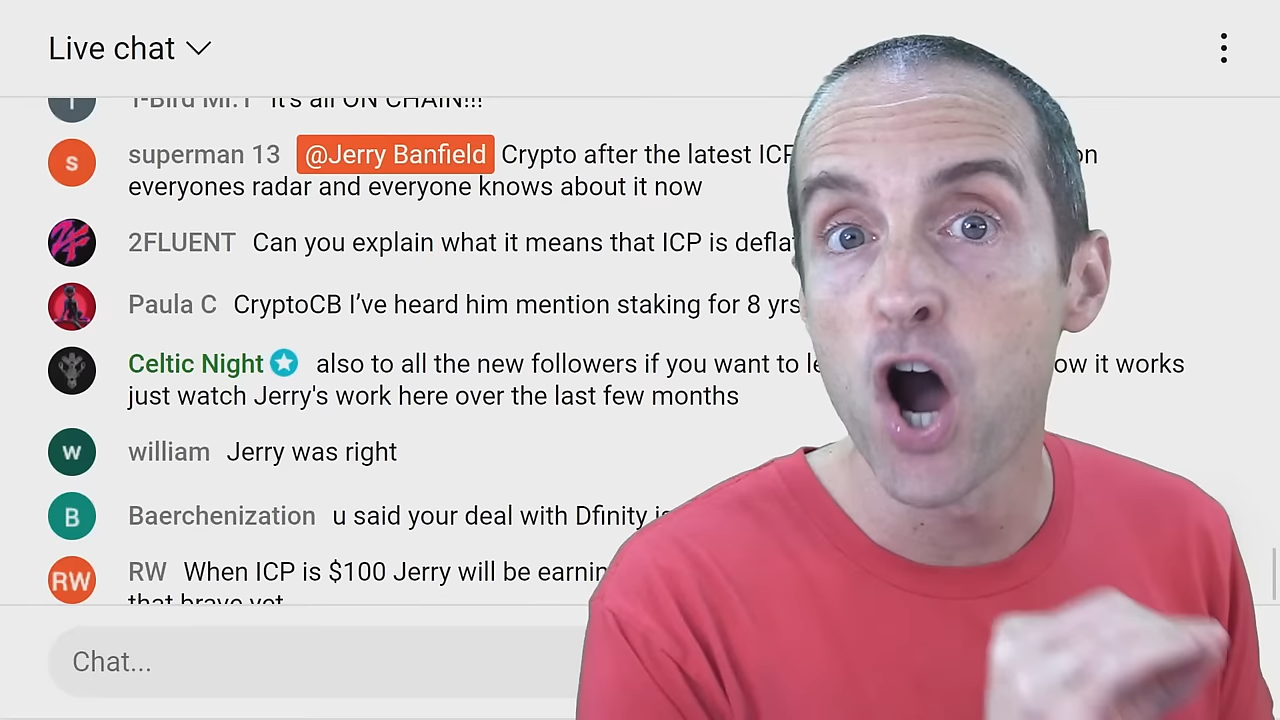 Live chat
T
T-Bird Mr.T It's all ON CHAIN!!!
S
superman 13 @Jerry Banfield Crypto after the latest ICP on
everyones radar and everyone knows about it now
2FLUENT Can you explain what it means that ICP is
Paula C CryptoCB I've heard him mention staking for 8 yrs
Celtic Night also to all the new followers if you want to it works
just watch Jerry's work here over the last few months
w
william Jerry was right
B
Baerchenization u said your deal with Dfinity
RW
RW When ICP is $100 Jerry will be
that brave yet
Chat...